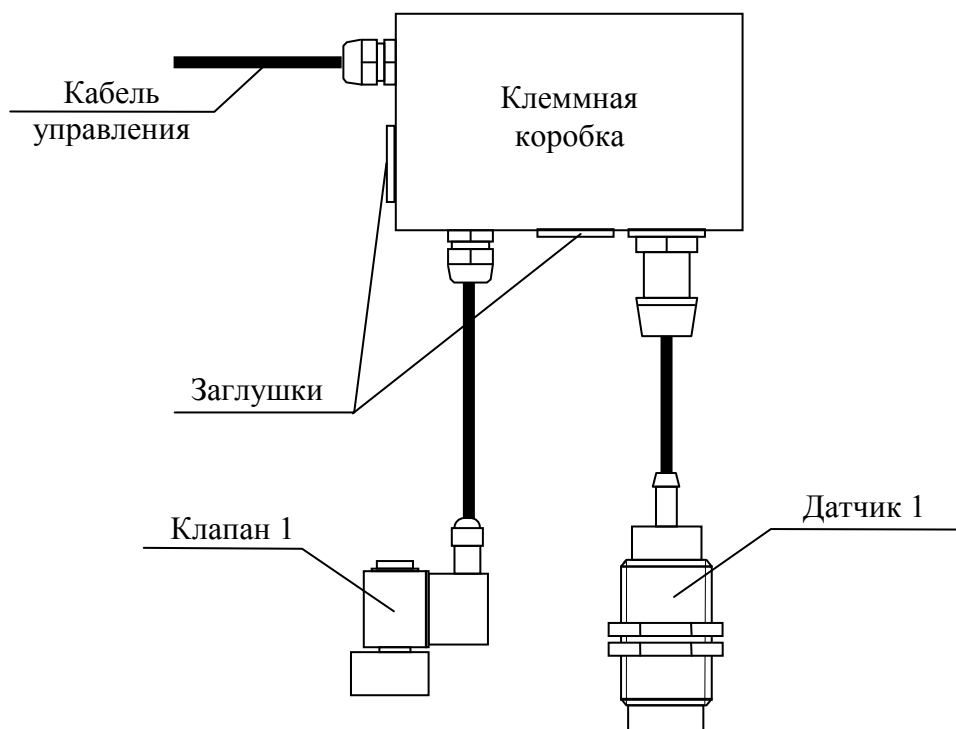 Кабель
управления
Клеммная
коробка
Заглушки
Клапан 1
Датчик 1